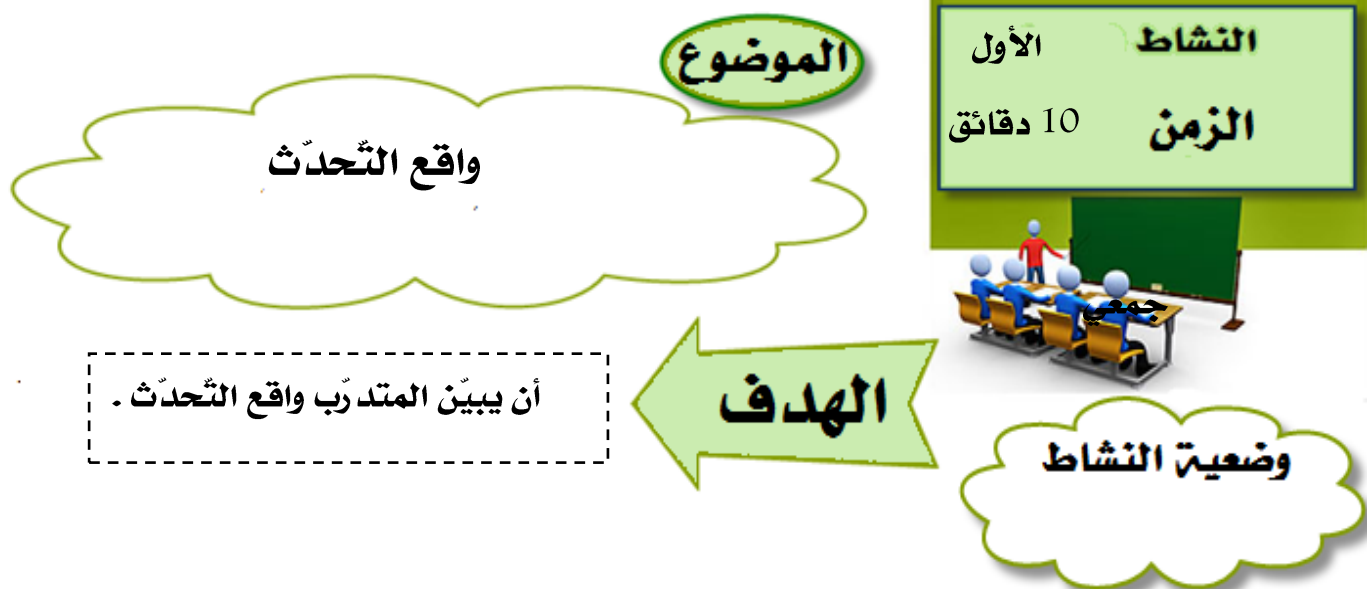 النشاط الأول
الزمن 10 دقائق
الموضوع
واقع التّحدّث
جمعي
الهدف
أن يبيّن المتدرّب واقع التّحدّث .
وضعية النشاط